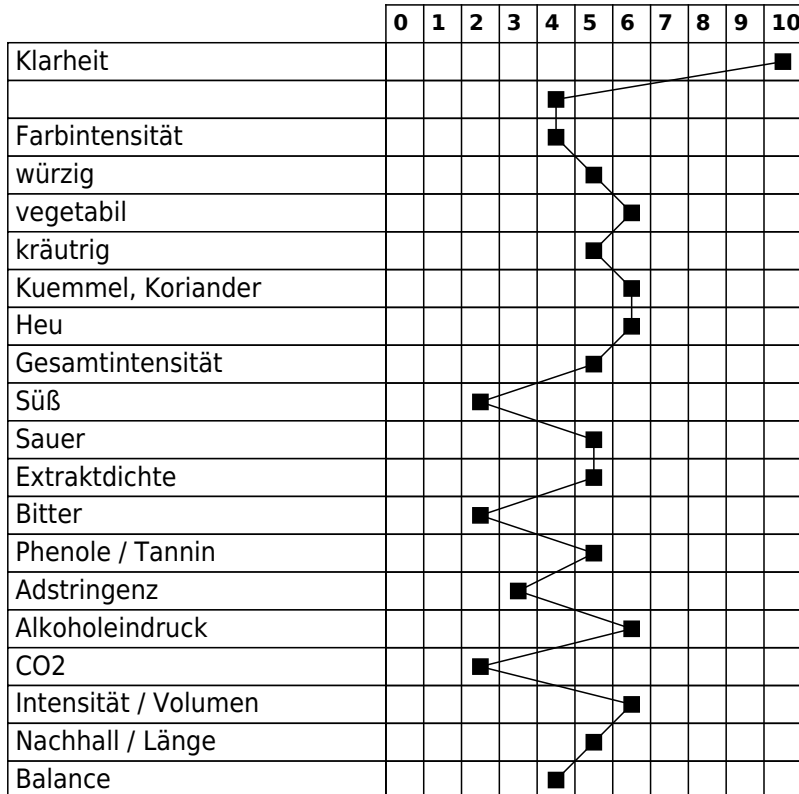 0 1 2 3 4 5 6 7 8 9 10
Klarheit
Farbintensität
würzig
vegetabil
kräutrig
Kuemmel, Koriander
Heu
Gesamtintensität
Süß
Sauer
Extraktdichte
Bitter
Phenole / Tannin
Adstringenz
Alkoholeindruck
CO2
Intensität / Volumen
Nachhall / Länge
Balance